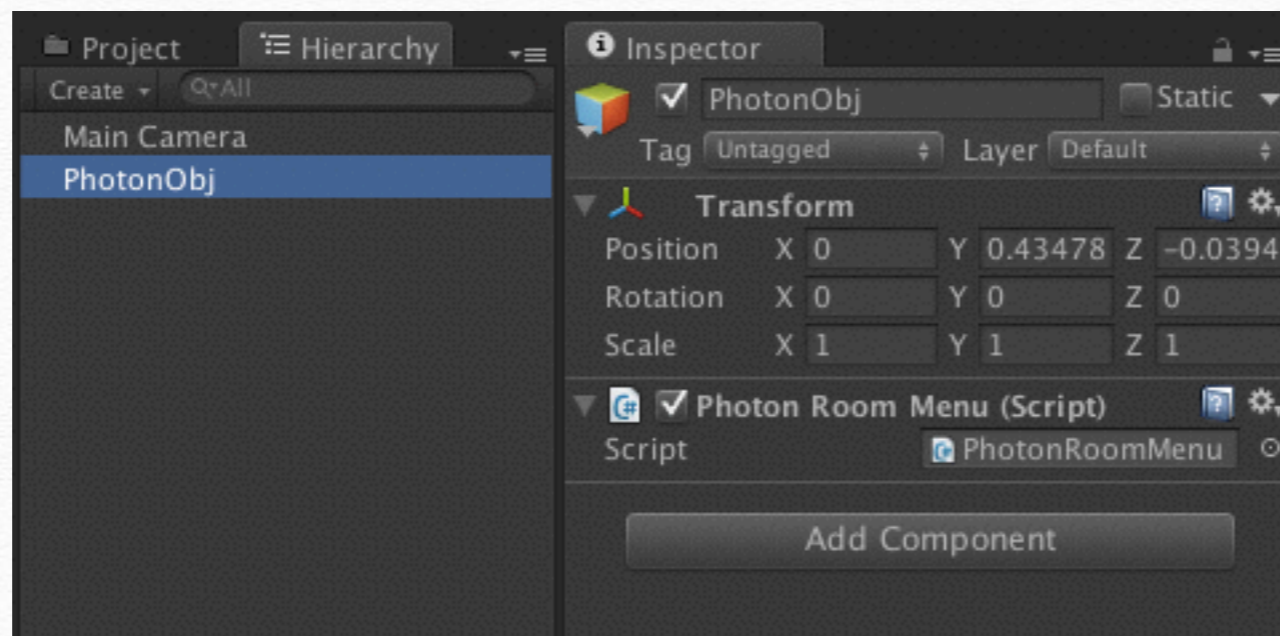 Project
Hierarchy
Create
All
Main Camera
PhotonObj
Inspector
PhotonObj
Static
Tag Untagged Layer Default
Transform
Position X 0 Y 0.43478 Z -0.0394
Rotation X 0 Y 0 Z 0
Scale X 1 Y 1 Z 1
Photon Room Menu (Script)
Script PhotonRoomMenu
Add Component